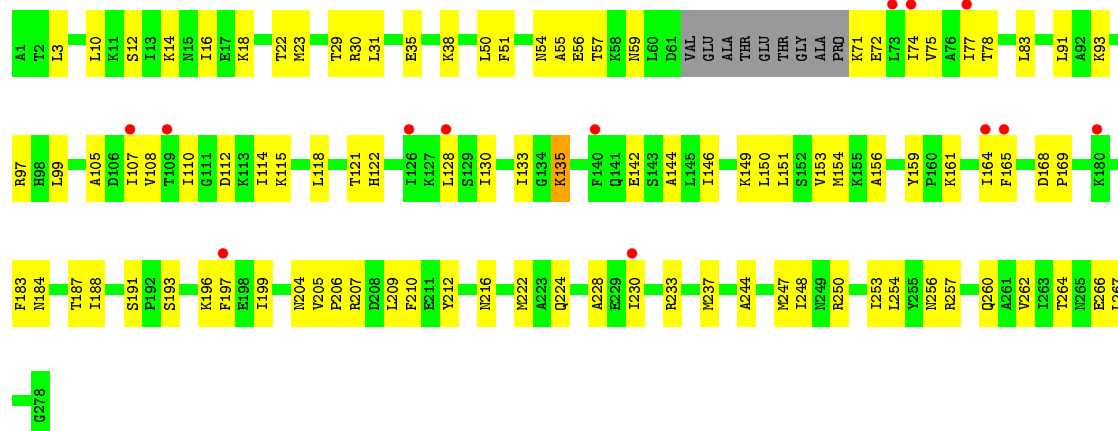 A1 T2 L3 L10 K11 S12 I13 K14 N15 I16 E17 K18 T22 M23 T29 R30 L31 E35 K38 L50 F51 N54 A55 E56 T57 K58 N59 L60 D61 VAL GLU ALA THR GLU THR GLY ALA PRO K71 E72 L73 I74 V75 A76 I77 T78 L83 L91 A92 K93
R97 H98 L99 A105 D106 I107 V108 T109 I110 G111 D112 K113 I114 K115 L118 T121 H122 I126 K127 L128 S129 I130 I133 G134 K135 F140 Q141 E142 S143 A144 L145 I146 K149 L150 L151 S152 V153 M154 K155 A156 Y159 P160 K161 I164 F165 D168 P169 K180
F183 N184 T187 I188 S191 P192 S193 K196 F197 E198 I199 N204 V205 P206 R207 D208 L209 F210 E211 Y212 N216 M222 A223 Q224 A228 E229 I230 R233 M237 A244 M247 I248 N249 R250 I253 L254 Y255 N256 R257 Q260 A261 V262 I263 T264 N265 E266 L267
G278